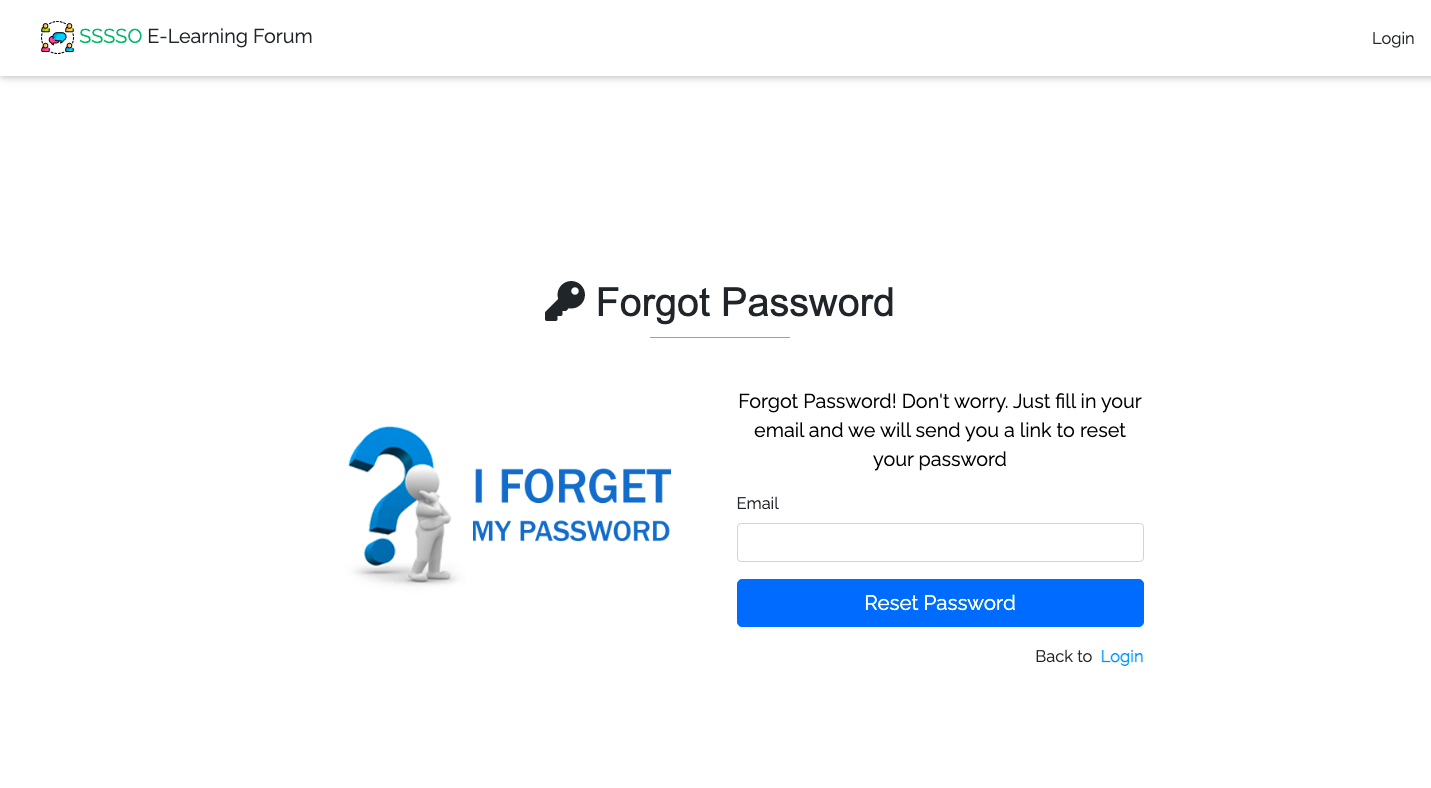 SSSSO E-Learning Forum
Login
Forgot Password
I FORGET
MY PASSWORD
Forgot Password! Don't worry. Just fill in your
email and we will send you a link to reset
your password
Email
Reset Password
Back to Login